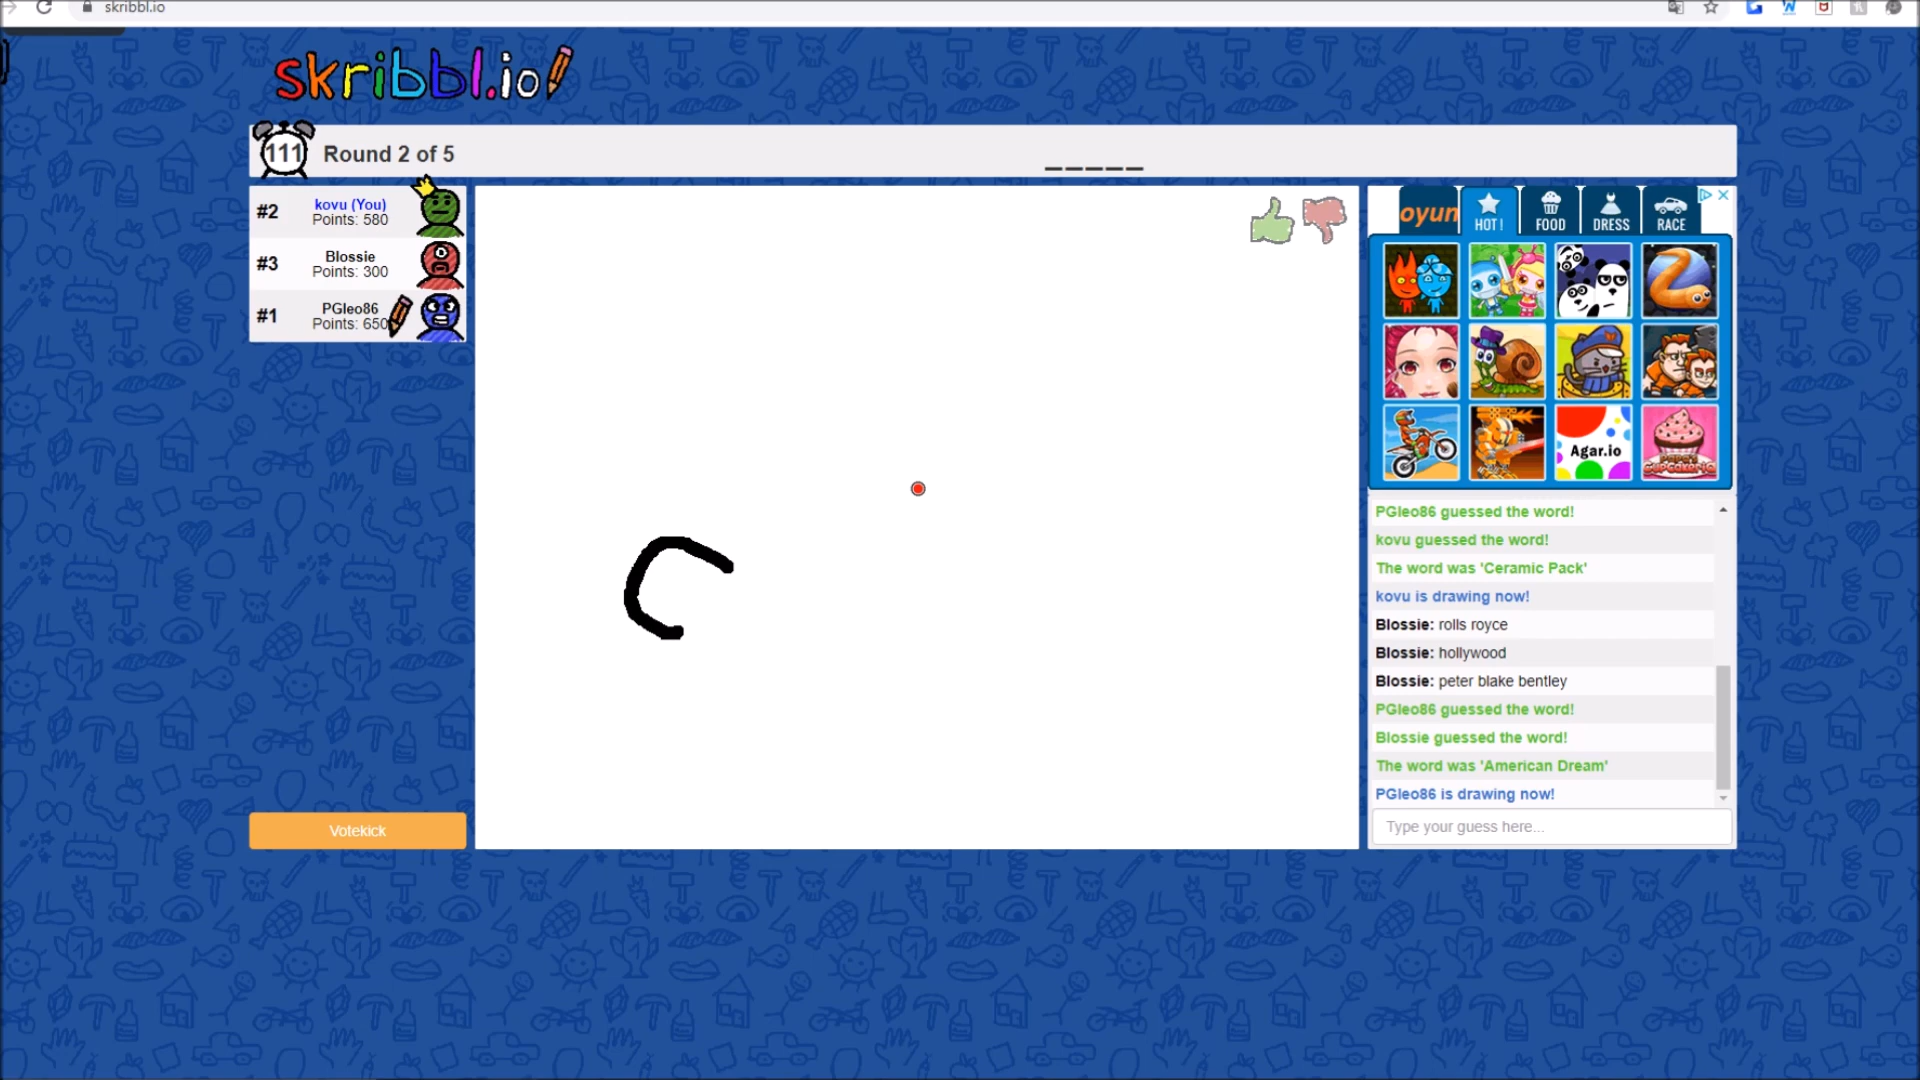 skribbl.io
skribbl.io
111
Round 2 of 5
_____
#2
kovu (You)
Points: 580
#3
Blossie
Points: 300
#1
PGleo86
Points: 650
Votekick
oyun
HOT!
FOOD
DRESS
RACE
Agar.io
PAPA'S
CUPCAKERIA
PGleo86 guessed the word!
kovu guessed the word!
The word was 'Ceramic Pack'
kovu is drawing now!
Blossie: rolls royce
Blossie: hollywood
Blossie: peter blake bentley
PGleo86 guessed the word!
Blossie guessed the word!
The word was 'American Dream'
PGleo86 is drawing now!
Type your guess here...